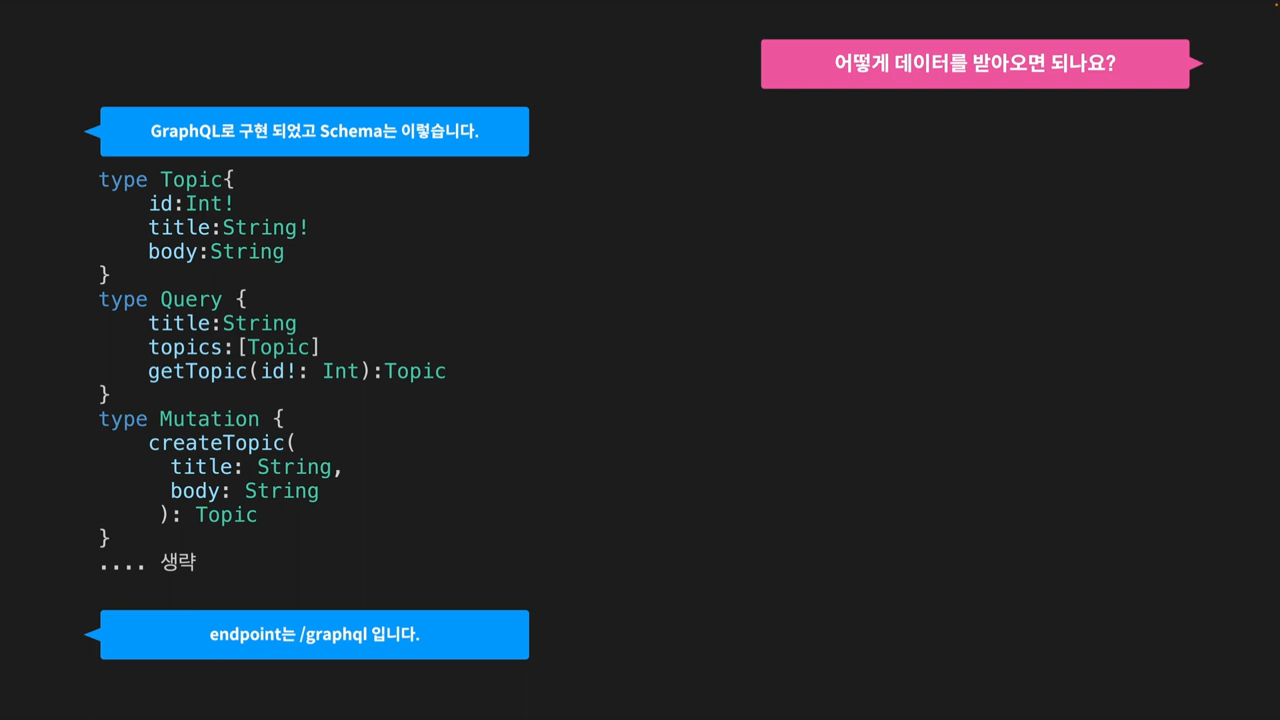 어떻게 데이터를 받아오면 되나요?
GraphQL로 구현 되었고 Schema는 이렇습니다.
type Topic{
    id:Int!
    title:String!
    body:String
}
type Query {
    title:String
    topics:[Topic]
    getTopic(id!: Int):Topic
}
type Mutation {
    createTopic(
      title: String,
      body: String
     ): Topic
}
.... 생략
endpoint는 /graphql 입니다.